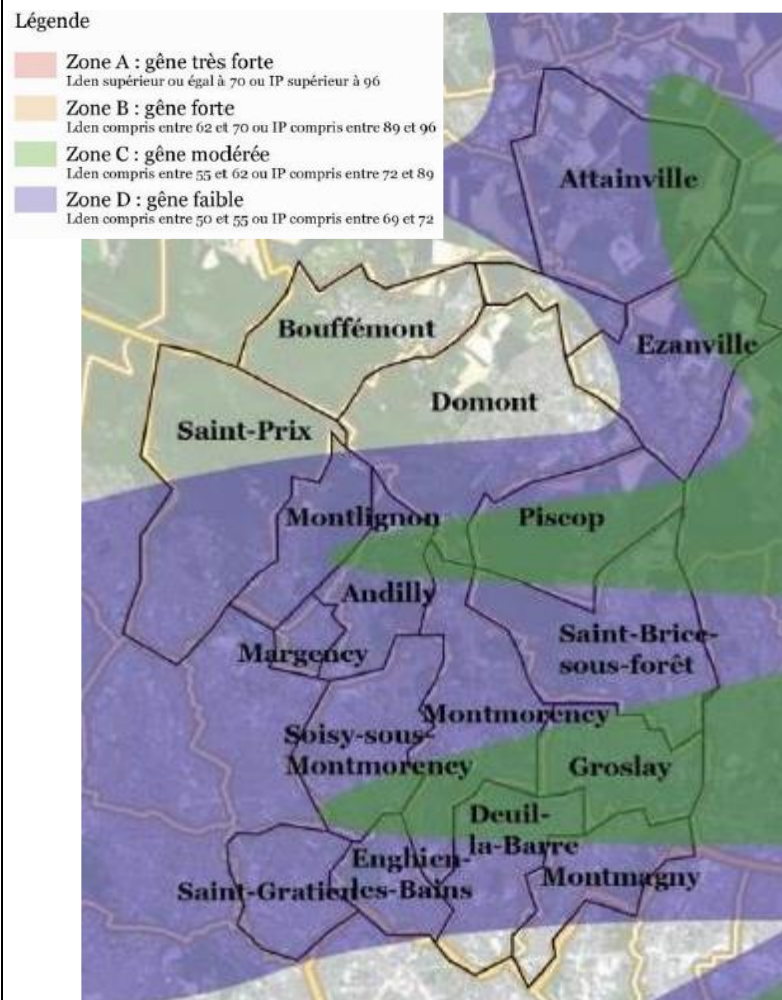 Légende
Zone A : gêne très forte
Lden supérieur ou égal à 70 ou IP supérieur à 96
Zone B : gêne forte
Lden compris entre 62 et 70 ou IP compris entre 89 et 96
Zone C : gêne modérée
Lden compris entre 55 et 62 ou IP compris entre 72 et 89
Zone D : gêne faible
Lden compris entre 50 et 55 ou IP compris entre 69 et 72
Attainville
Bouffémont
Ezanville
Domont
Saint-Prix
Montlignon
Piscop
Andilly
Saint-Brice-
sous-forêt
Margency
Montmorency
Soisy-sous-
Montmorency
Groslay
Deuil-
la-Barre
Enghien-
les-Bains
Montmagny
Saint-Gratien